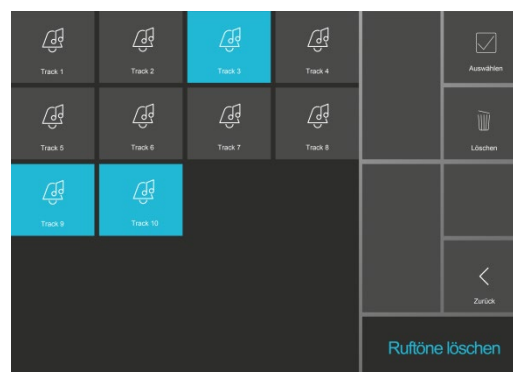 Track 1
Track 2
Track 3
Track 4
Auswählen
Track 5
Track 6
Track 7
Track 8
Löschen
Track 9
Track 10
Zurück
Ruftöne löschen